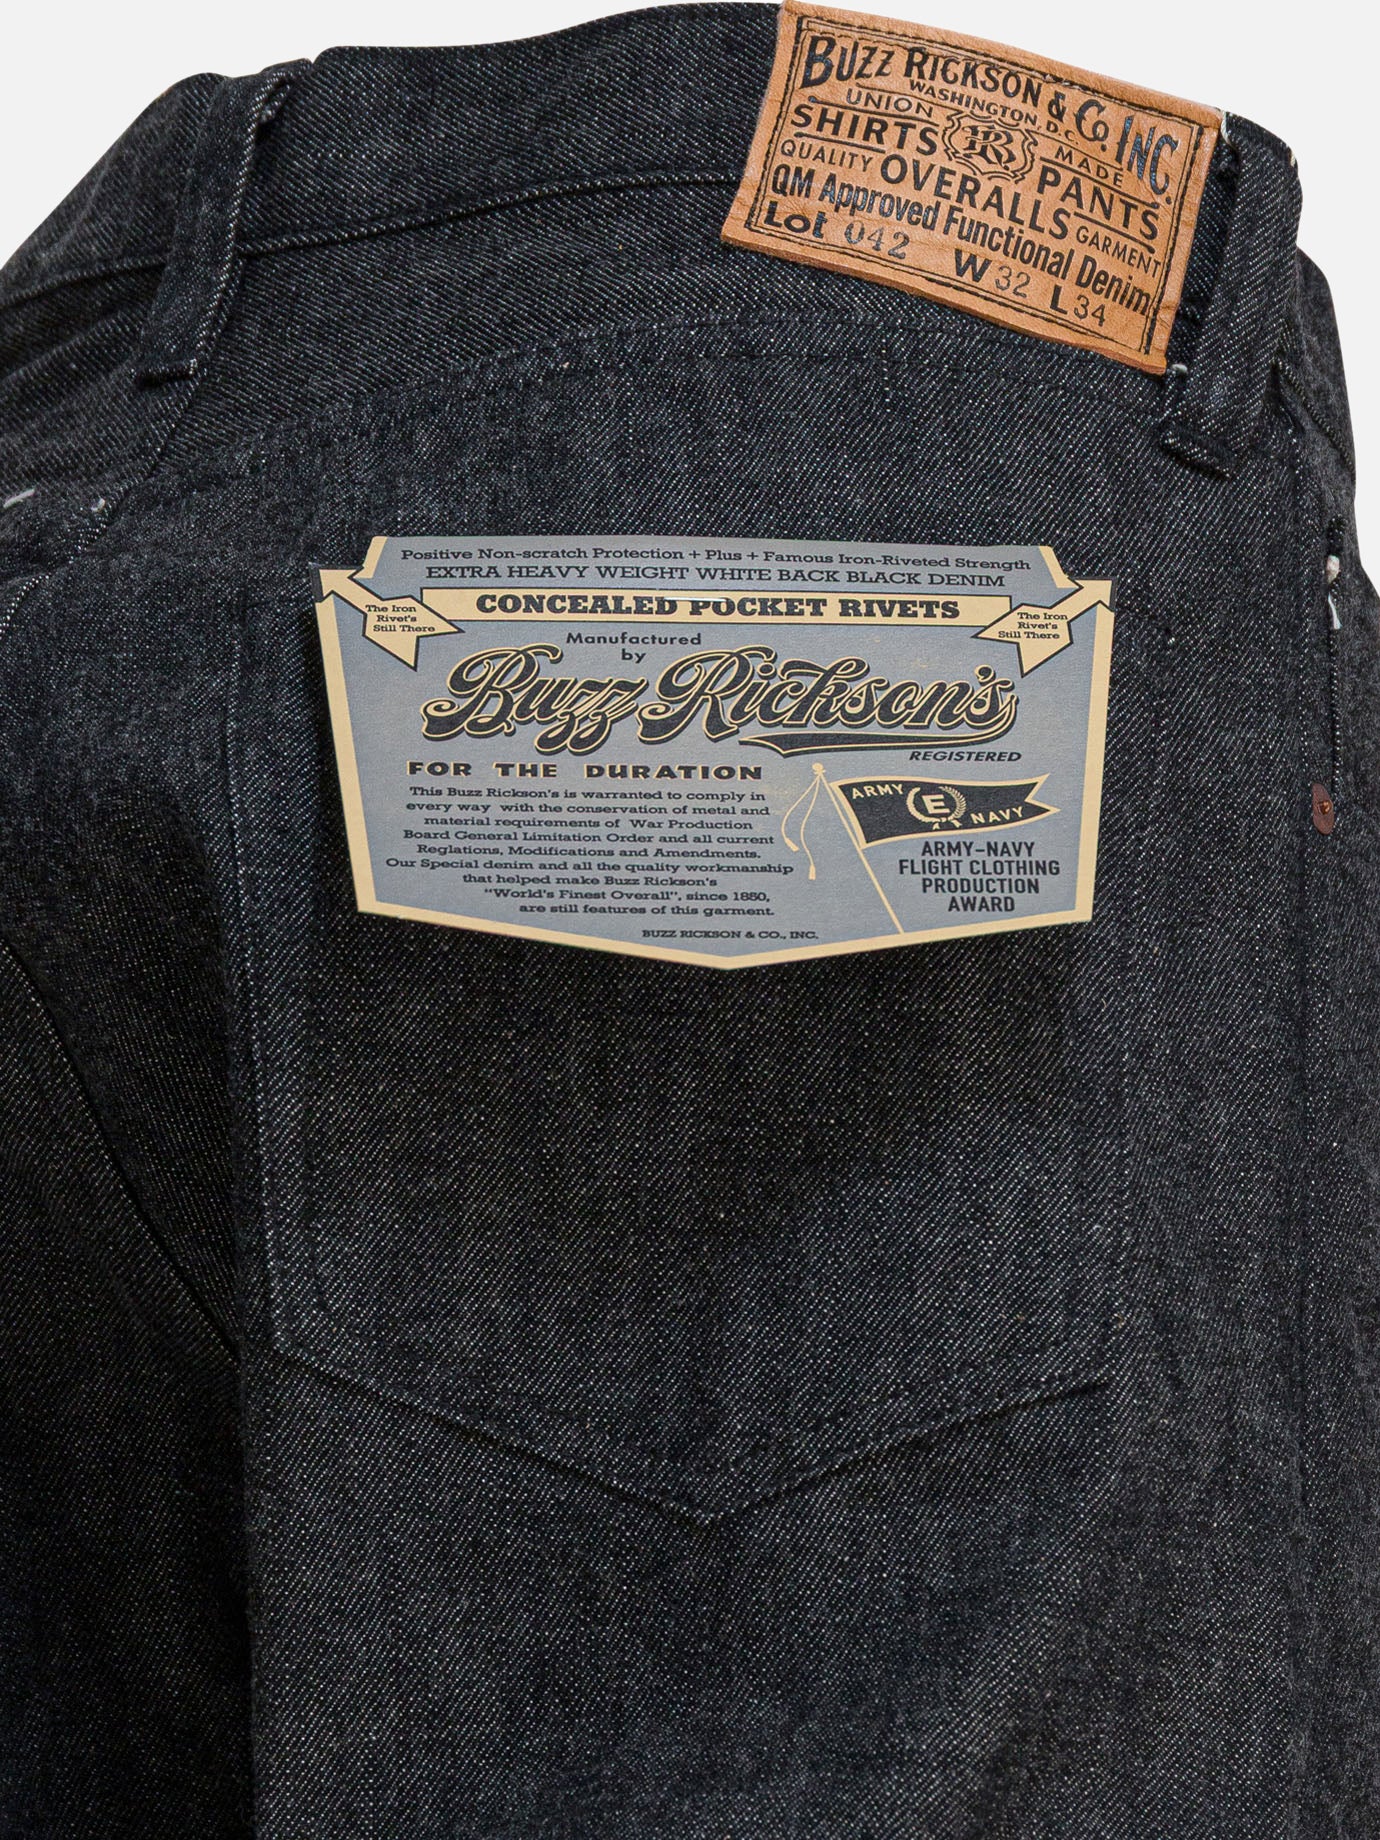 BUZZ RICKSON & CO. INC.
WASHINGTON, D.C.
UNION MADE
SHIRTS PANTS
QUALITY OVERALLS GARMENT
QM Approved Functional Denim
Lot 042 W 32 L 34
Positive Non-scratch Protection + Plus + Famous Iron-Riveted Strength
EXTRA HEAVY WEIGHT WHITE BACK BLACK DENIM
CONCEALED POCKET RIVETS
The Iron
Rivet's
Still There
The Iron
Rivet's
Still There
Manufactured
by
Buzz Rickson's
REGISTERED
FOR THE DURATION
This Buzz Rickson's is warranted to comply in
every way with the conservation of metal and
material requirements of War Production
Board General Limitation Order and all current
Reglations, Modifications and Amendments.
Our Special denim and all the quality workmanship
that helped make Buzz Rickson's
"World's Finest Overall", since 1850,
are still features of this garment.
BUZZ RICKSON & CO., INC.
ARMY E NAVY
ARMY-NAVY
FLIGHT CLOTHING
PRODUCTION
AWARD